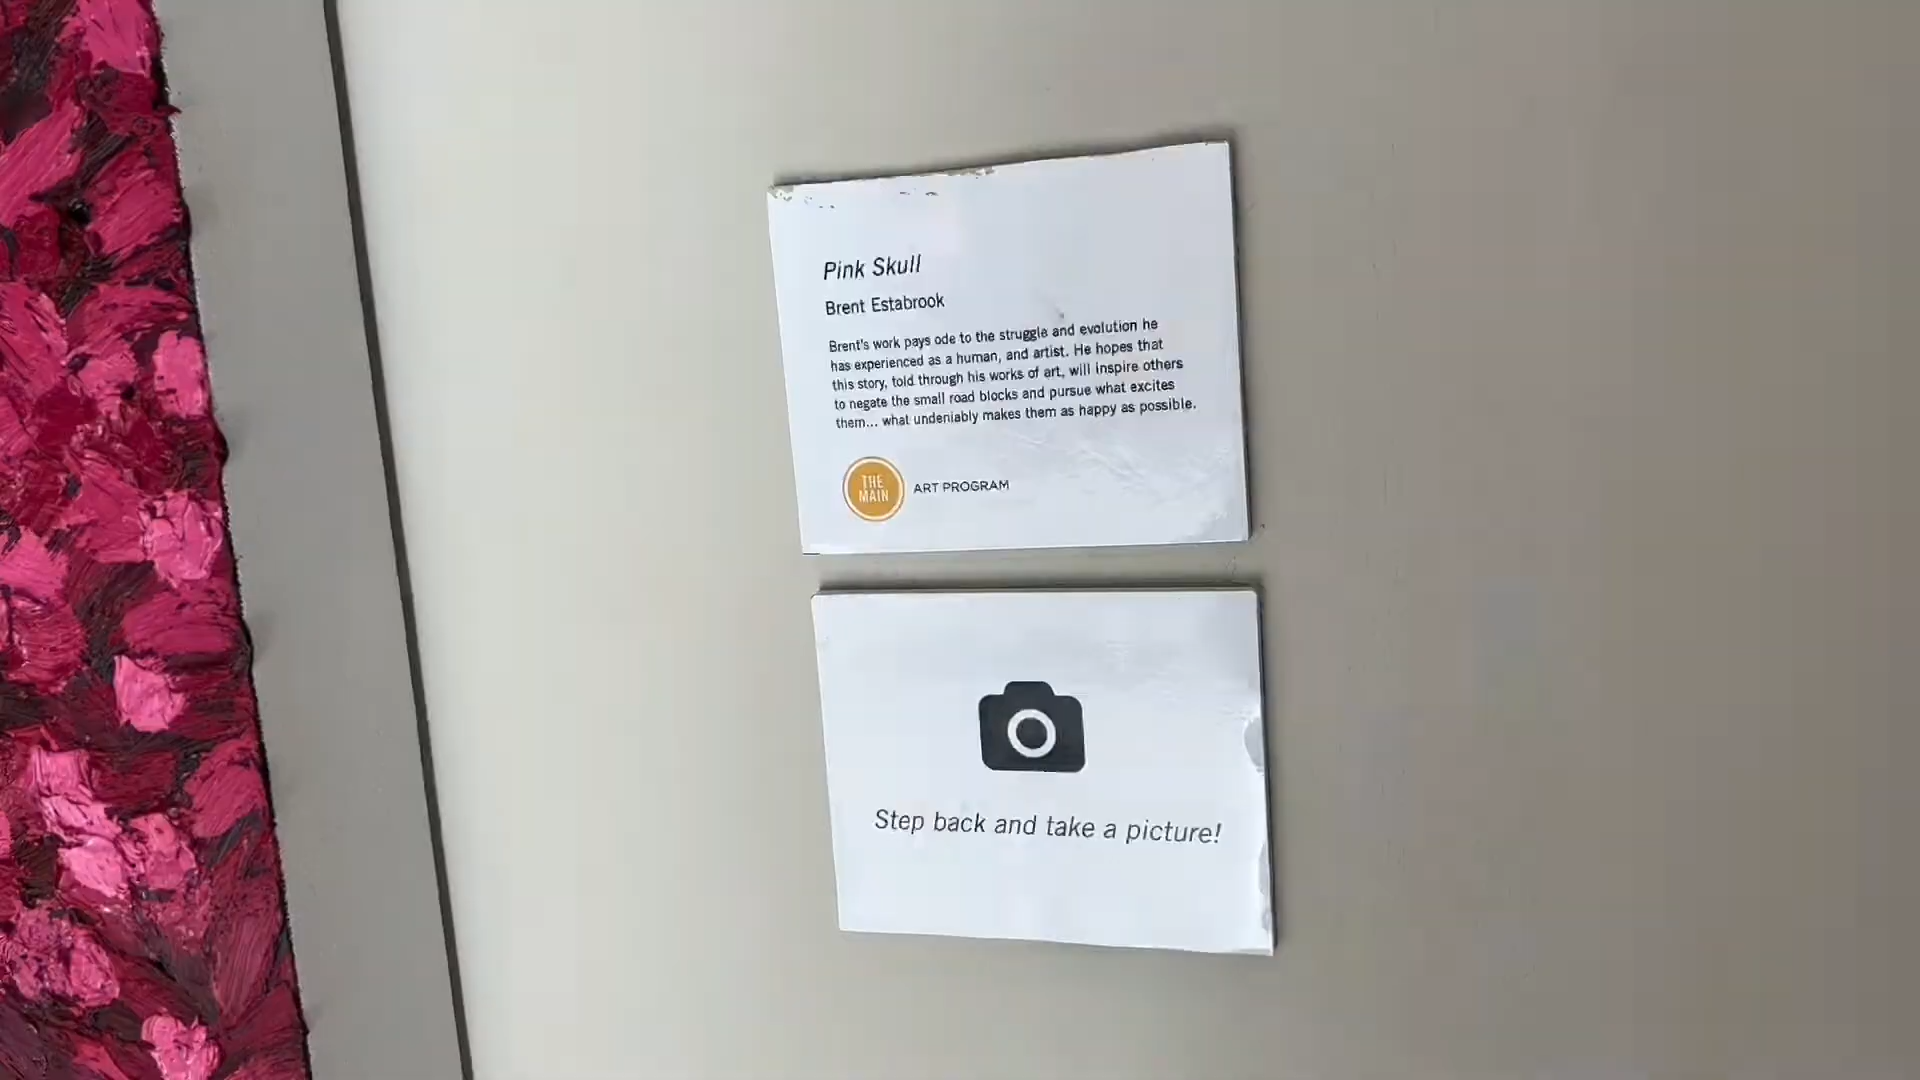 Pink Skull
Brent Estabrook
Brent's work pays ode to the struggle and evolution he
has experienced as a human, and artist. He hopes that
this story, told through his works of art, will inspire others
to negate the small road blocks and pursue what excites
them... what undeniably makes them as happy as possible.
THE
MAIN
ART PROGRAM
Step back and take a picture!